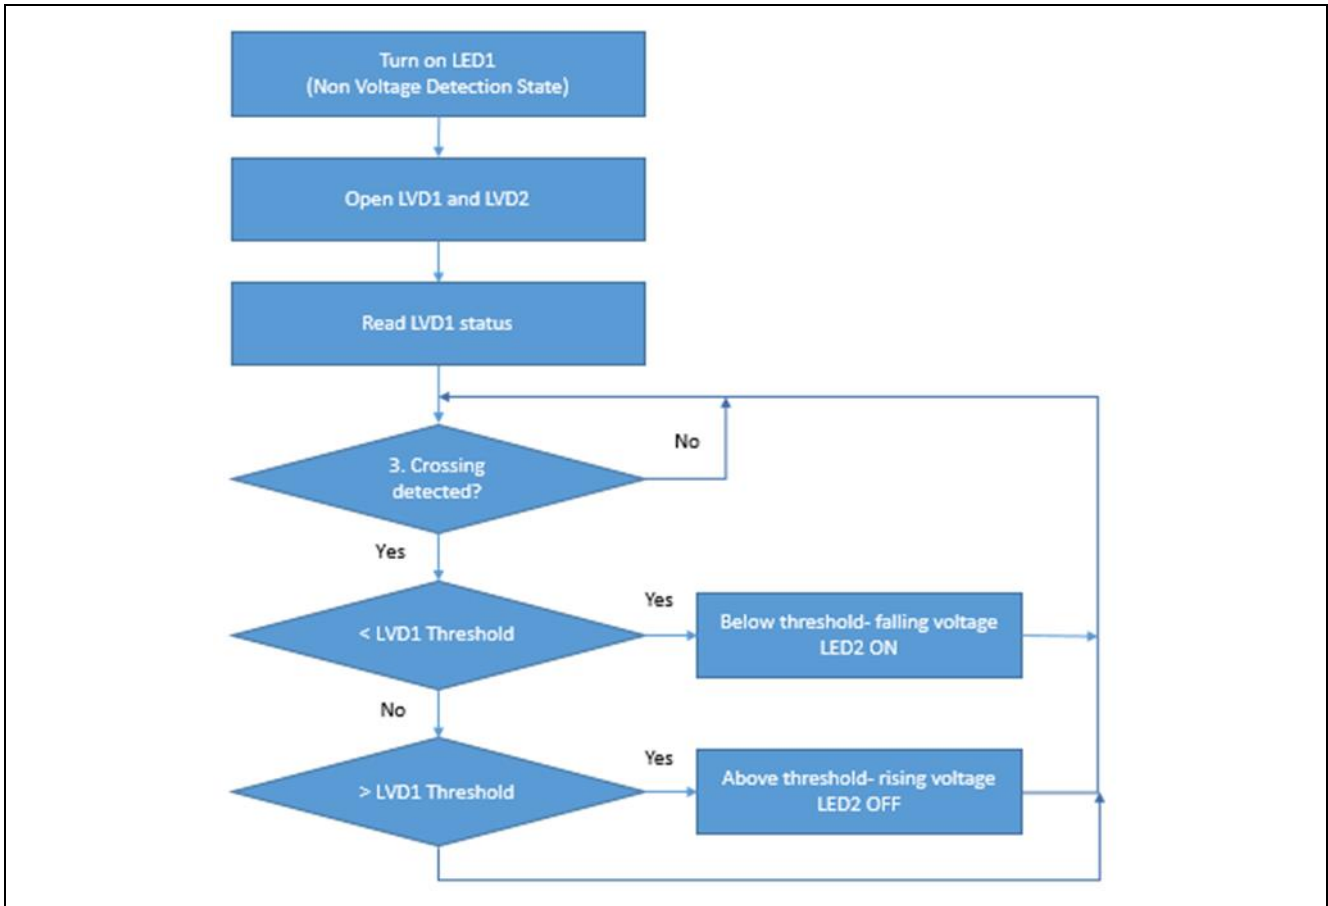 Turn on LED1
(Non Voltage Detection State)
Open LVD1 and LVD2
Read LVD1 status
3. Crossing
detected?
No
Yes
< LVD1 Threshold
Yes
Below threshold- falling voltage
LED2 ON
No
> LVD1 Threshold
Yes
Above threshold- rising voltage
LED2 OFF